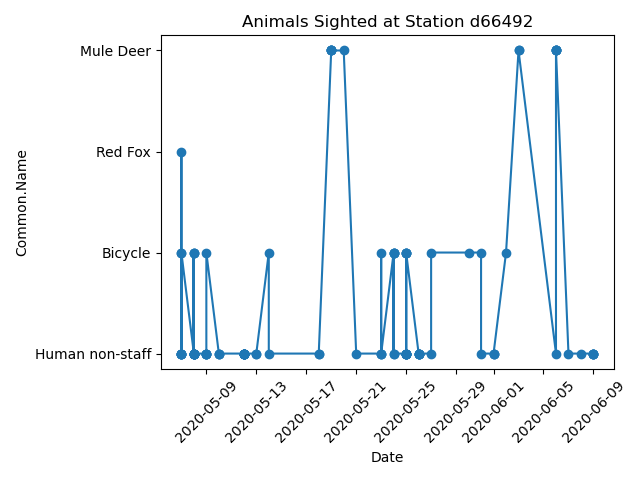 Animals Sighted at Station d66492
Common.Name
Mule Deer
Red Fox
Bicycle
Human non-staff
2020-05-09
2020-05-13
2020-05-17
2020-05-21
2020-05-25
2020-05-29
2020-06-01
2020-06-05
2020-06-09
Date